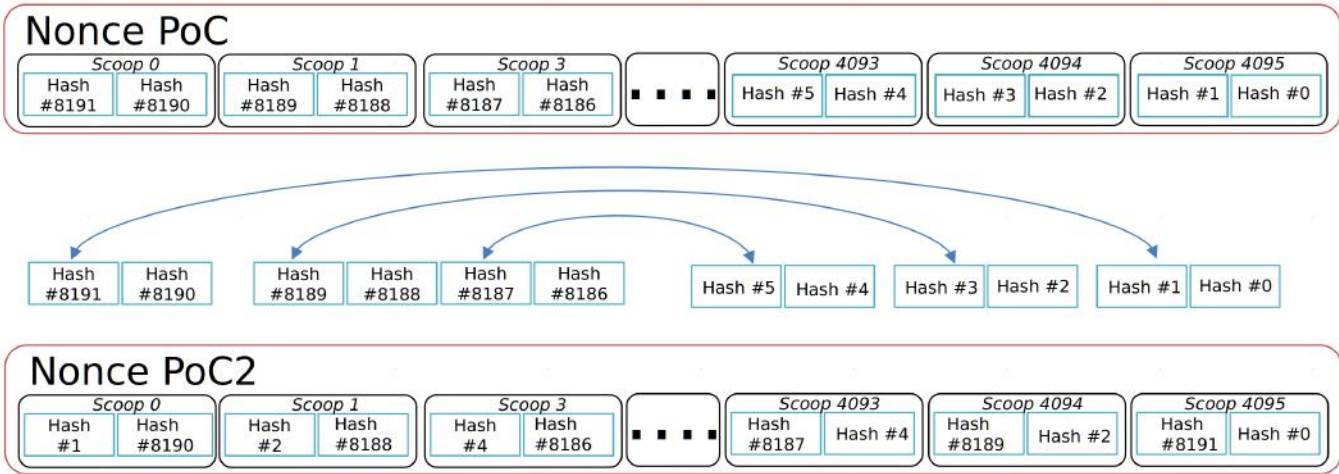 Nonce PoC
Scoop 0 Scoop 1 Scoop 3 Scoop 4093 Scoop 4094 Scoop 4095
Hash #8191 Hash #8190 Hash #8189 Hash #8188 Hash #8187 Hash #8186 . . . . Hash #5 Hash #4 Hash #3 Hash #2 Hash #1 Hash #0
Hash #8191 Hash #8190 Hash #8189 Hash #8188 Hash #8187 Hash #8186 Hash #5 Hash #4 Hash #3 Hash #2 Hash #1 Hash #0
Nonce PoC2
Scoop 0 Scoop 1 Scoop 3 Scoop 4093 Scoop 4094 Scoop 4095
Hash #1 Hash #8190 Hash #2 Hash #8188 Hash #4 Hash #8186 . . . . Hash #8187 Hash #4 Hash #8189 Hash #2 Hash #8191 Hash #0